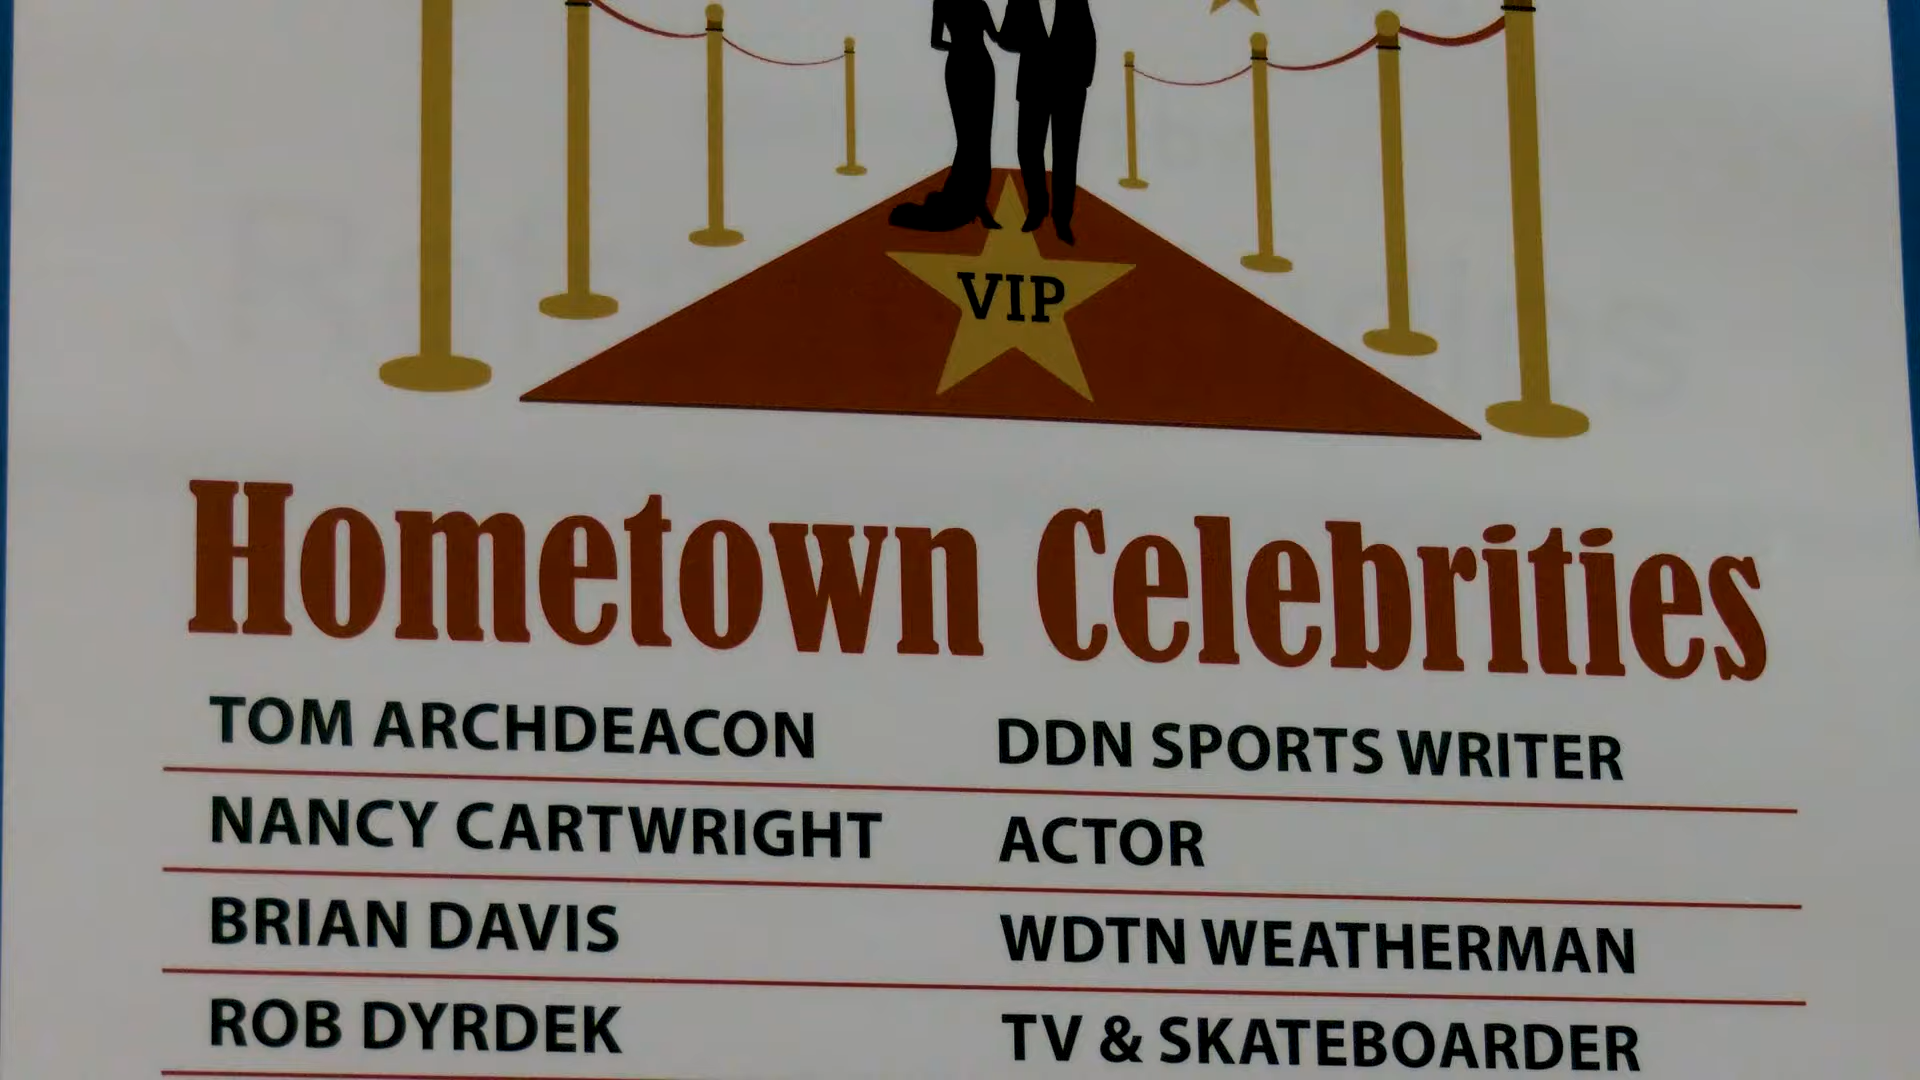 VIP
Hometown Celebrities
TOM ARCHDEACON DDN SPORTS WRITER
NANCY CARTWRIGHT ACTOR
BRIAN DAVIS WDTN WEATHERMAN
ROB DYRDEK TV & SKATEBOARDER